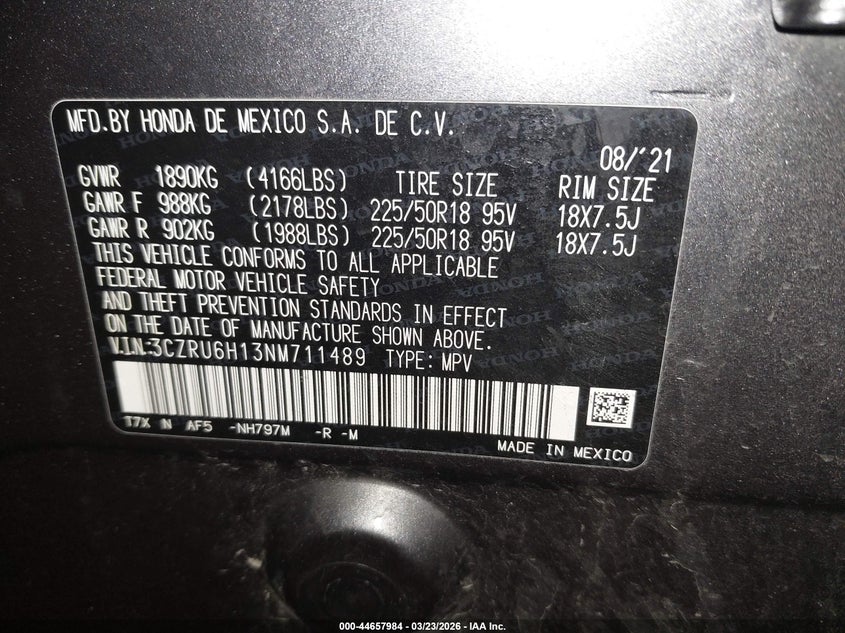 MFD.BY HONDA DE MEXICO S.A. DE C.V.
08/'21
GVWR 1890KG (4166LBS) TIRE SIZE RIM SIZE
GAWR F 988KG (2178LBS) 225/50R18 95V 18X7.5J
GAWR R 902KG (1988LBS) 225/50R18 95V 18X7.5J
THIS VEHICLE CONFORMS TO ALL APPLICABLE
FEDERAL MOTOR VEHICLE SAFETY
AND THEFT PREVENTION STANDARDS IN EFFECT
ON THE DATE OF MANUFACTURE SHOWN ABOVE.
V.I.N:3CZRU6H13NM711489 TYPE: MPV
T7X IN AF5 -NH797M -R -M
MADE IN MEXICO
000-44657984 - 03/23/2026 - IAA Inc.